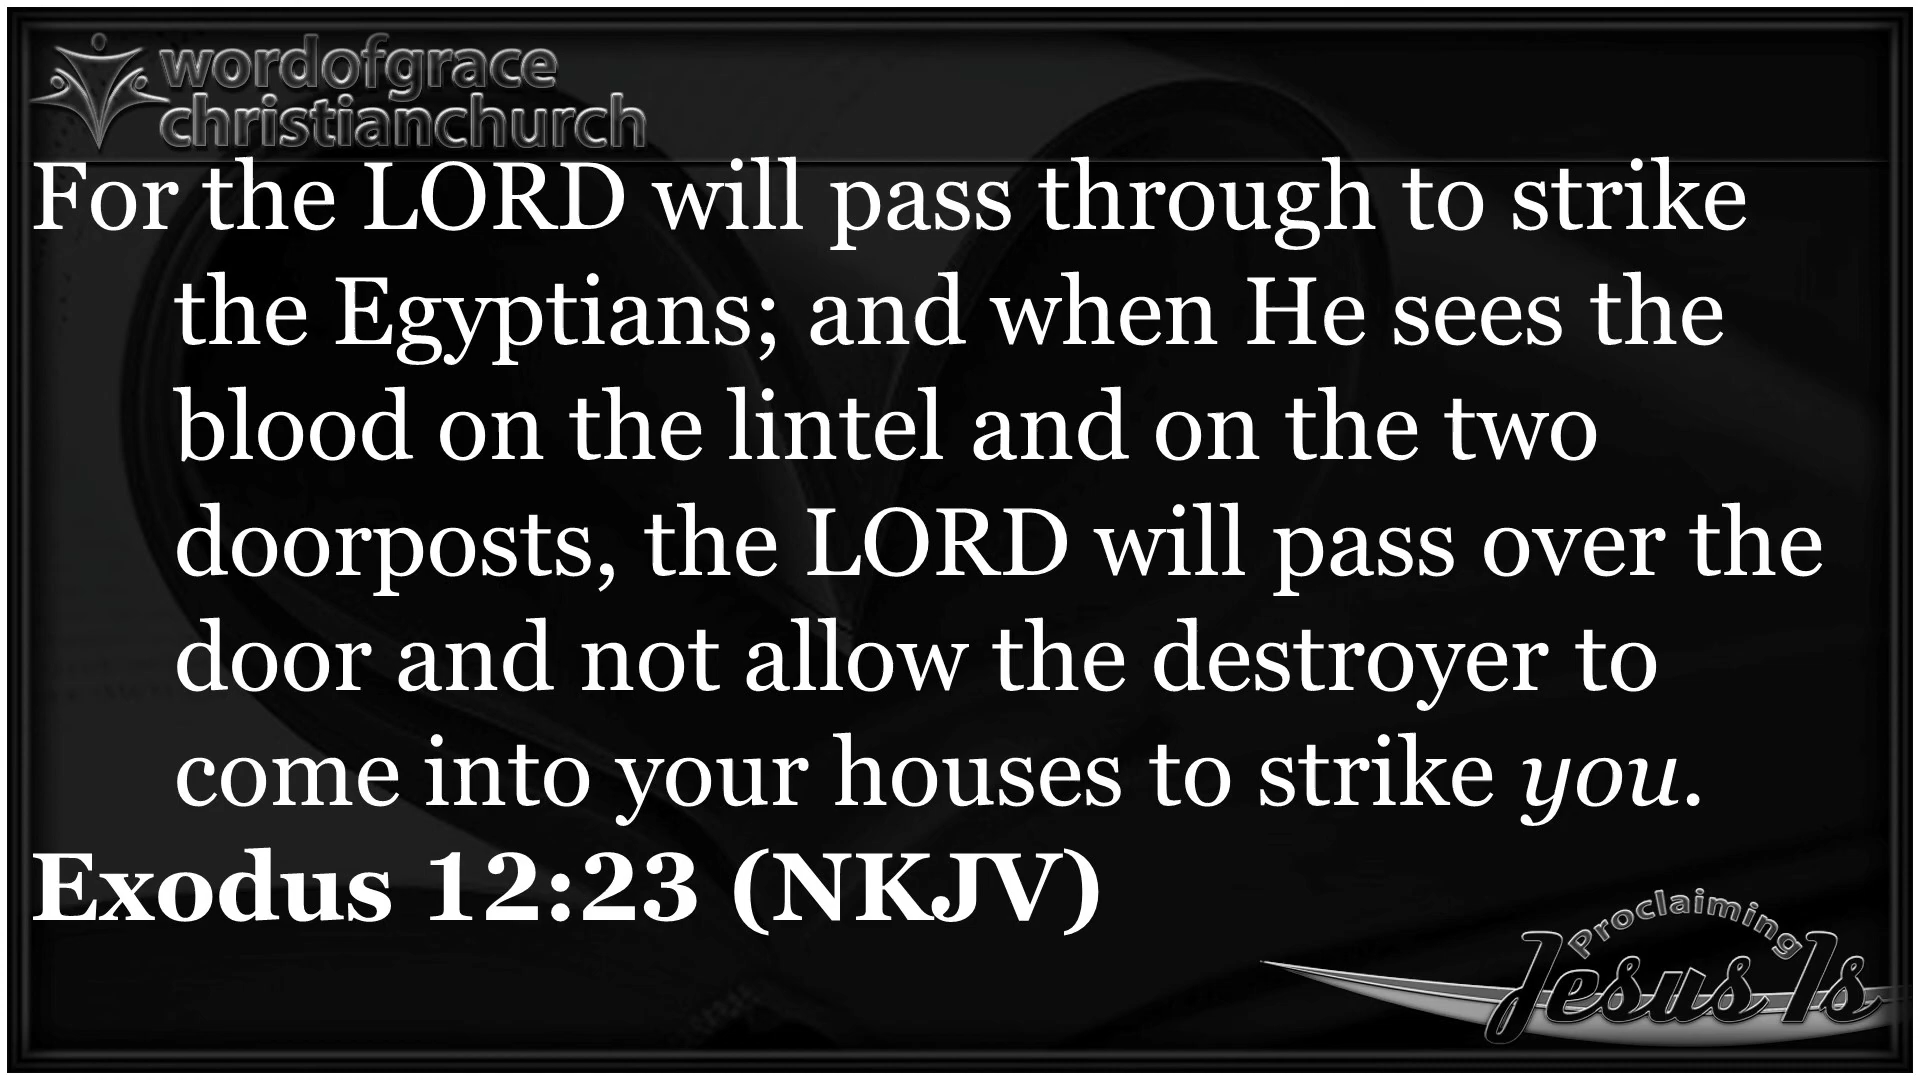 wordofgrace
christianchurch
For the LORD will pass through to strike
the Egyptians; and when He sees the
blood on the lintel and on the two
doorposts, the LORD will pass over the
door and not allow the destroyer to
come into your houses to strike you.
Exodus 12:23 (NKJV)
Proclaiming
Jesus Is